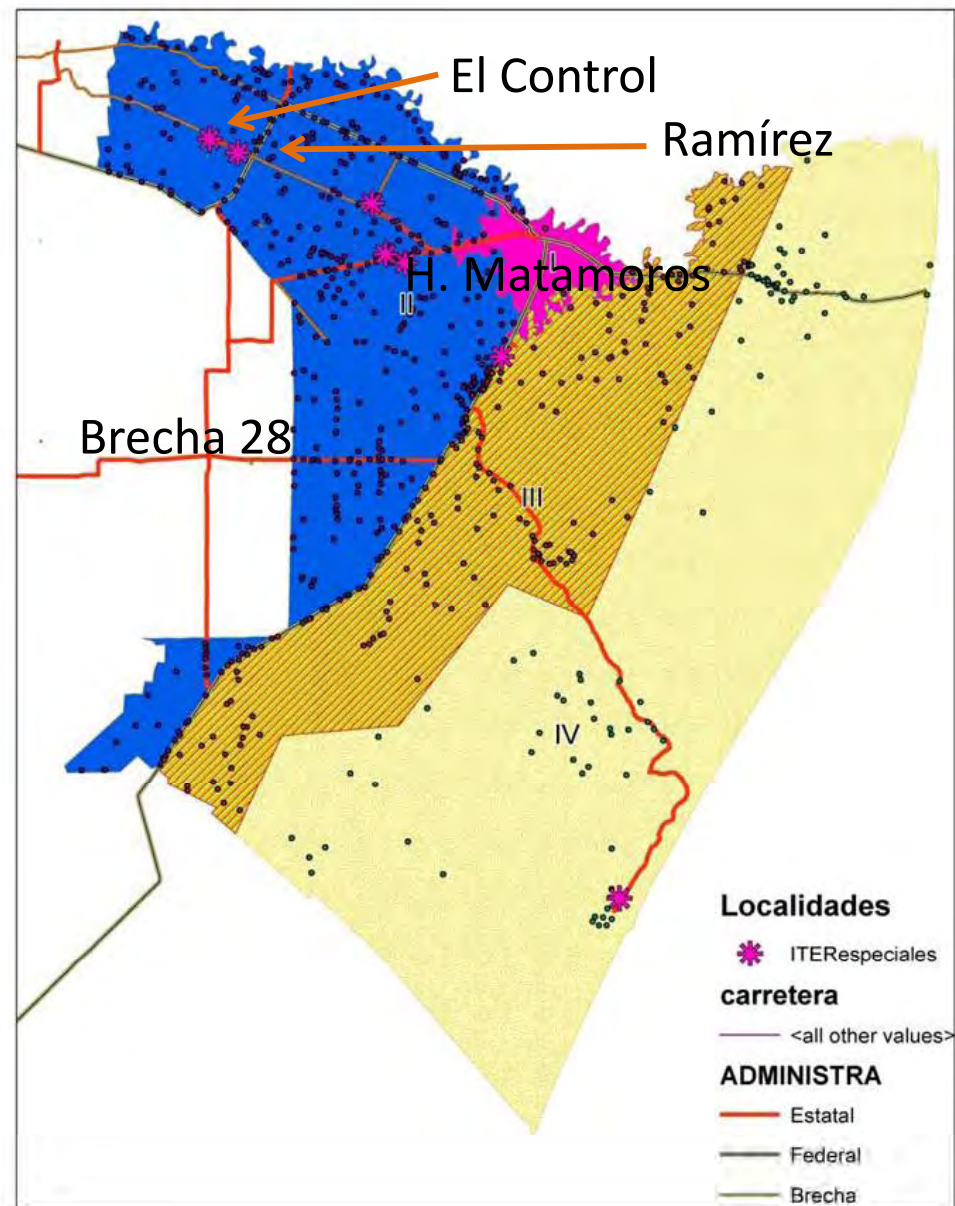 El Control
Ramírez
I
H. Matamoros
II
Brecha 28
III
IV
Localidades
ITERespeciales
carretera
<all other values>
ADMINISTRA
Estatal
Federal
Brecha